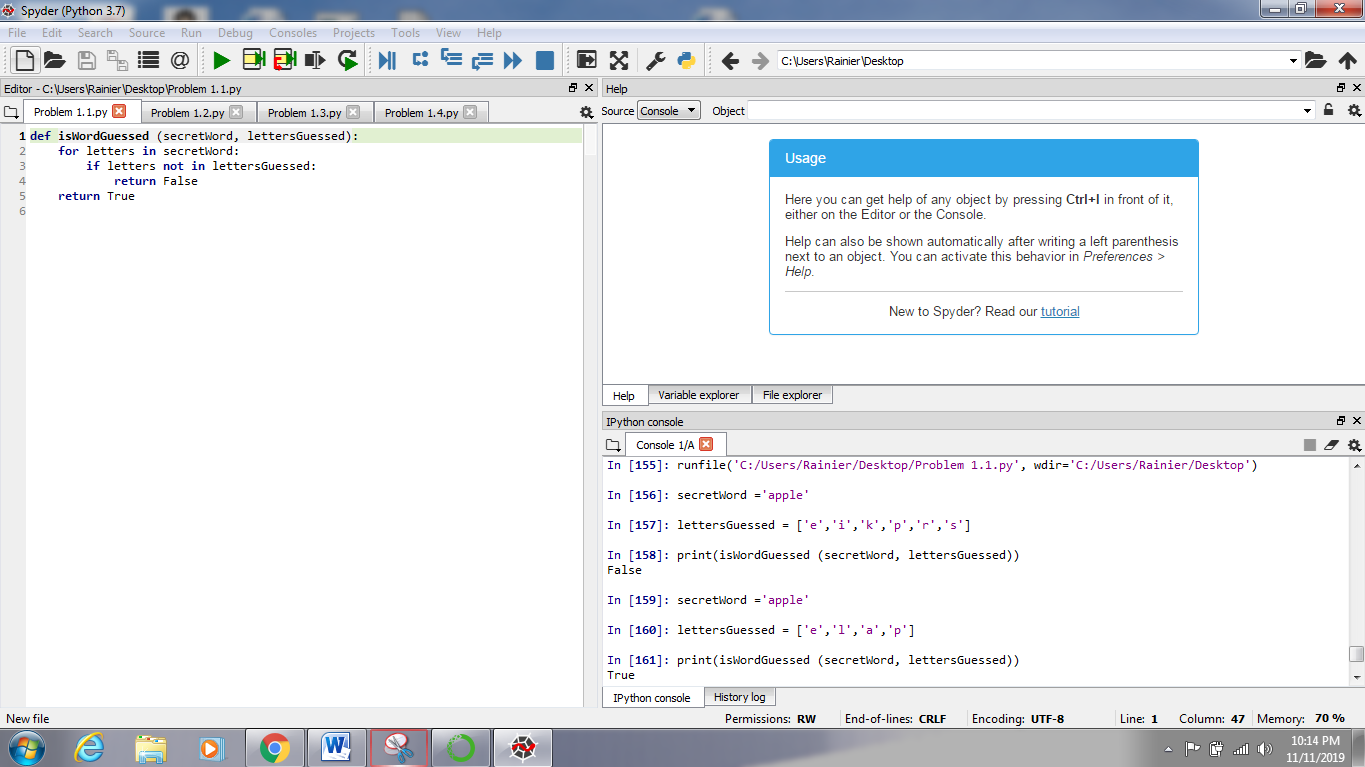 Spyder (Python 3.7)
File Edit Search Source Run Debug Consoles Projects Tools View Help
C:\Users\Rainier\Desktop
Editor - C:\Users\Rainier\Desktop\Problem 1.1.py
Problem 1.1.py Problem 1.2.py Problem 1.3.py Problem 1.4.py
1 def isWordGuessed (secretWord, lettersGuessed):
2 for letters in secretWord:
3 if letters not in lettersGuessed:
4 return False
5 return True
6
Help
Source Console Object
Usage
Here you can get help of any object by pressing Ctrl+I in front of it,
either on the Editor or the Console.
Help can also be shown automatically after writing a left parenthesis
next to an object. You can activate this behavior in Preferences >
Help.
New to Spyder? Read our tutorial
Help Variable explorer File explorer
IPython console
Console 1/A
In [155]: runfile('C:/Users/Rainier/Desktop/Problem 1.1.py', wdir='C:/Users/Rainier/Desktop')
In [156]: secretWord ='apple'
In [157]: lettersGuessed = ['e','i','k','p','r','s']
In [158]: print(isWordGuessed (secretWord, lettersGuessed))
False
In [159]: secretWord ='apple'
In [160]: lettersGuessed = ['e','l','a','p']
In [161]: print(isWordGuessed (secretWord, lettersGuessed))
True
IPython console History log
New file Permissions: RW End-of-lines: CRLF Encoding: UTF-8 Line: 1 Column: 47 Memory: 70 %
10:14 PM
11/11/2019